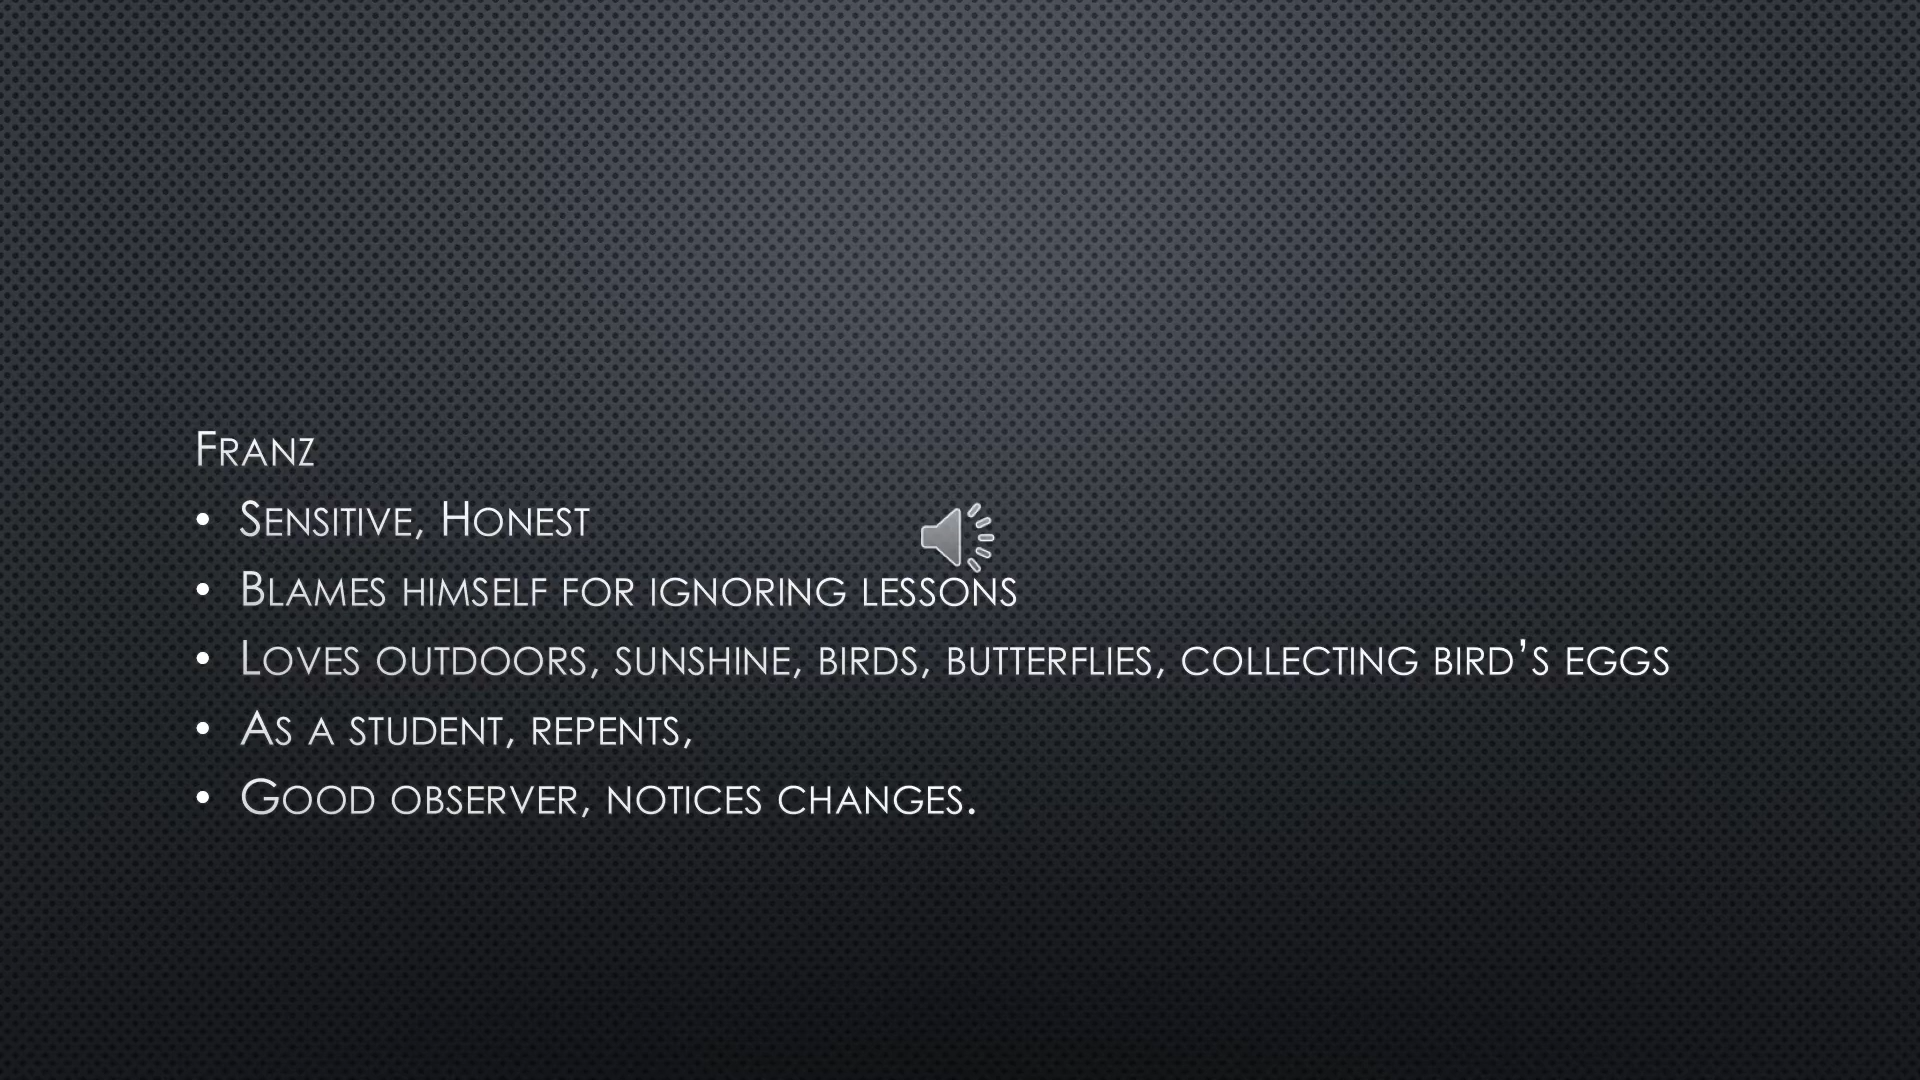 Franz
• Sensitive, Honest
• Blames himself for ignoring lessons
• Loves outdoors, sunshine, birds, butterflies, collecting bird’s eggs
• As a student, repents,
• Good observer, notices changes.